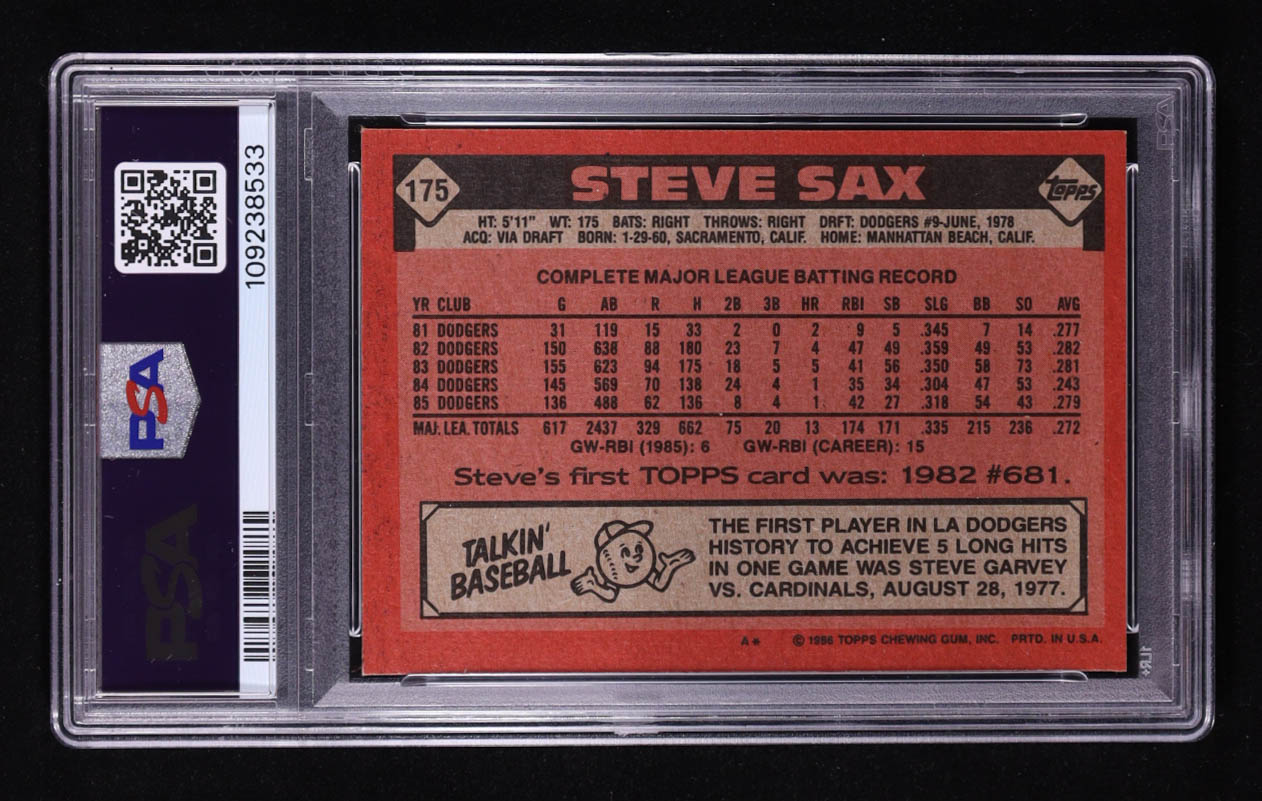 175
STEVE SAX
TOPPS
HT: 5'11" WT: 175 BATS: RIGHT THROWS: RIGHT DRFT: DODGERS #9-JUNE, 1978
ACQ: VIA DRAFT BORN: 1-29-60, SACRAMENTO, CALIF. HOME: MANHATTAN BEACH, CALIF.
COMPLETE MAJOR LEAGUE BATTING RECORD
YR CLUB G AB R H 2B 3B HR RBI SB SLG BB SO AVG
81 DODGERS 31 119 15 33 2 0 2 9 5 .345 7 14 .277
82 DODGERS 150 638 88 180 23 7 4 47 49 .359 49 53 .282
83 DODGERS 155 623 94 175 18 5 5 41 56 .350 58 73 .281
84 DODGERS 145 569 70 138 24 4 1 35 34 .304 47 53 .243
85 DODGERS 136 488 62 136 8 4 1 42 27 .318 54 43 .279
MAJ. LEA. TOTALS 617 2437 329 662 75 20 13 174 171 .335 215 236 .272
GW-RBI (1985): 6 GW-RBI (CAREER): 15
Steve's first TOPPS card was: 1982 #681.
TALKIN'
BASEBALL
THE FIRST PLAYER IN LA DODGERS
HISTORY TO ACHIEVE 5 LONG HITS
IN ONE GAME WAS STEVE GARVEY
VS. CARDINALS, AUGUST 28, 1977.
A* © 1986 TOPPS CHEWING GUM, INC. PRTD. IN U.S.A.
109238533
PSA
PSA
PSA
1LR+